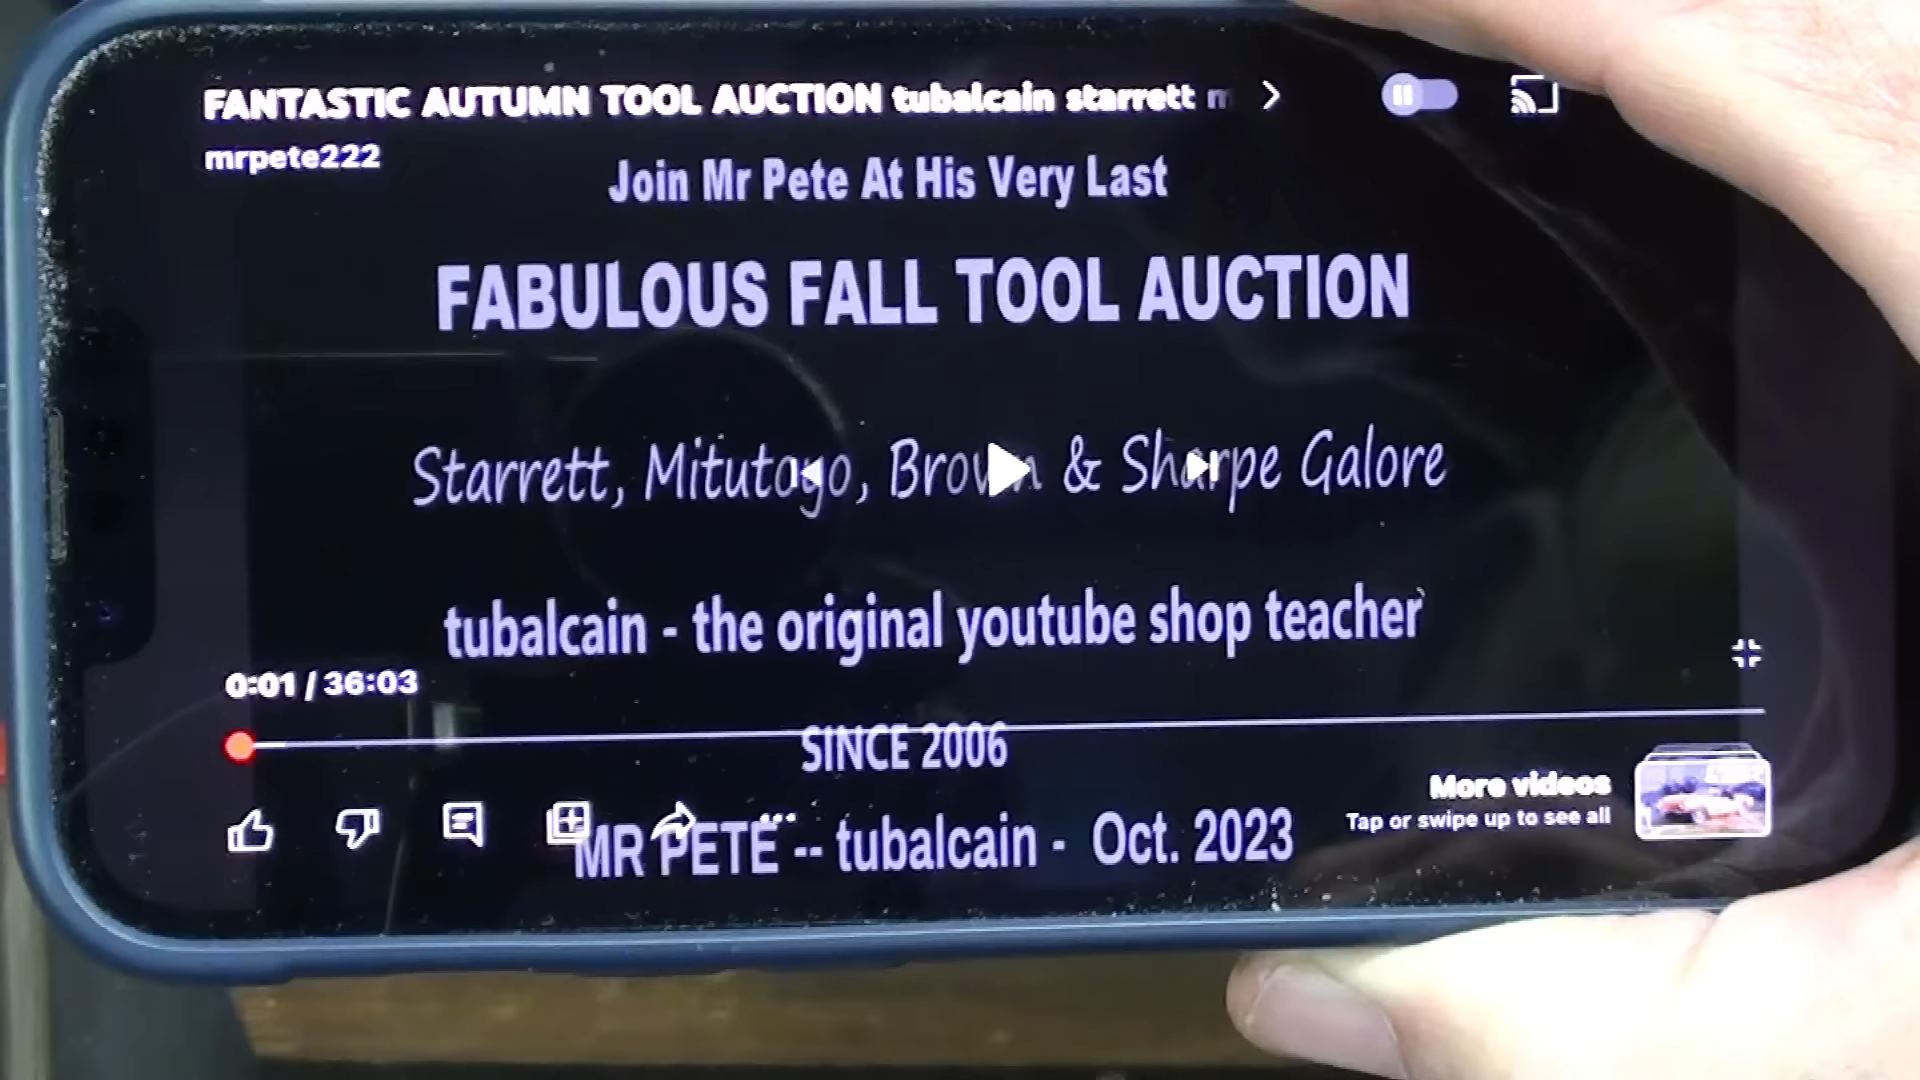 FANTASTIC AUTUMN TOOL AUCTION tubalcain starrett m
mrpete222
Join Mr Pete At His Very Last
FABULOUS FALL TOOL AUCTION
Starrett, Mitutoyo, Brown & Sharpe Galore
tubalcain - the original youtube shop teacher
0:01 / 36:03
SINCE 2006
More videos
Tap or swipe up to see all
MR PETE -- tubalcain - Oct. 2023